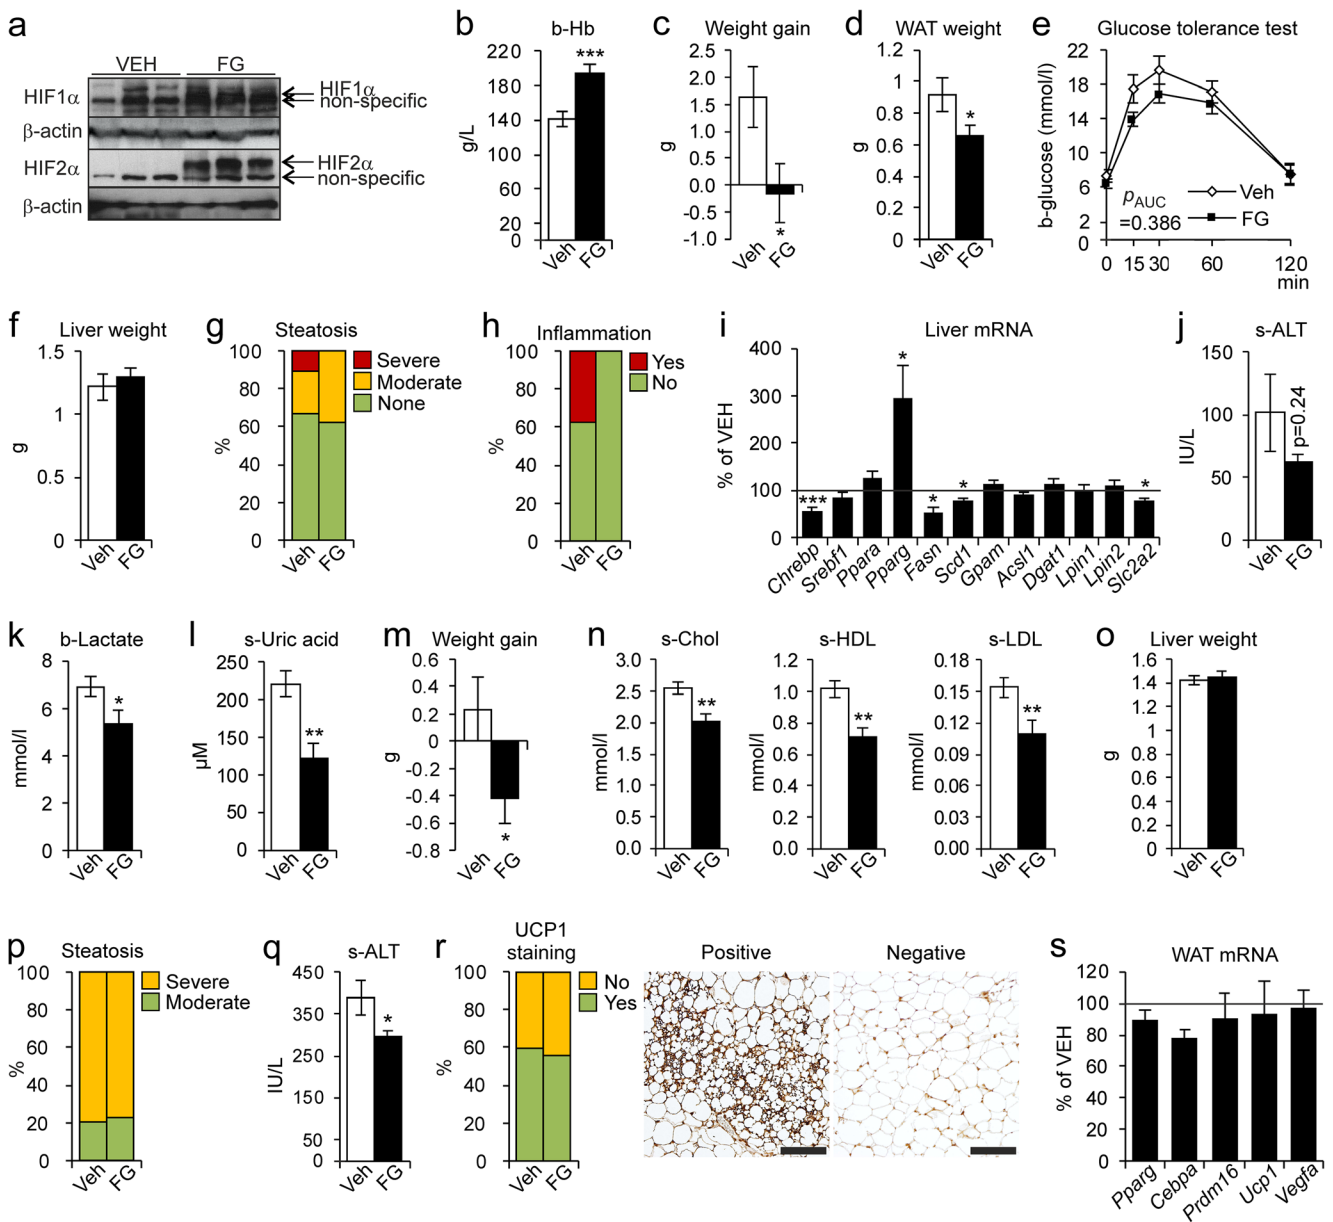 a
VEH FG
HIF1α
HIF1α
non-specific
β-actin
HIF2α
HIF2α
non-specific
β-actin
b
b-Hb
g/L
220
180
140
100
60
20
0
***
Veh
FG
c
Weight gain
g
2.5
2.0
1.5
1.0
0.5
0.0
-0.5
-1.0
*
Veh
FG
d
WAT weight
g
1.2
1
0.8
0.6
0.4
0.2
0
*
Veh
FG
e
Glucose tolerance test
b-glucose (mmol/l)
22
18
14
10
6
2
pAUC
=0.386
Veh
FG
0 15 30 60 120
min
f
Liver weight
g
1.5
1
0.5
0
Veh
FG
g
Steatosis
%
100
80
60
40
20
0
Severe
Moderate
None
Veh
FG
h
Inflammation
%
100
80
60
40
20
0
Yes
No
Veh
FG
i
Liver mRNA
% of VEH
400
300
200
100
0
*** * * * *
Chrebp
Srebf1
Ppara
Pparg
Fasn
Scd1
Gpam
Acsl1
Dgat1
Lpin1
Lpin2
Slc2a2
j
s-ALT
IU/L
150
100
50
0
p=0.24
Veh
FG
k
b-Lactate
mmol/l
8
6
4
2
0
*
Veh
FG
l
s-Uric acid
µM
250
200
150
100
50
0
**
Veh
FG
m
Weight gain
g
0.6
0.4
0.2
0
-0.2
-0.4
-0.6
-0.8
*
Veh
FG
n
s-Chol
mmol/l
3.0
2.5
2.0
1.5
1.0
0.5
0.0
**
Veh
FG
s-HDL
mmol/l
1.2
1.0
0.8
0.6
0.4
0.2
0.0
**
Veh
FG
s-LDL
mmol/l
0.18
0.15
0.12
0.09
0.06
0.03
0.00
**
Veh
FG
o
Liver weight
g
1.6
1.4
1.2
1
0.8
0.6
0.4
0.2
0
Veh
FG
p
Steatosis
%
100
80
60
40
20
0
Severe
Moderate
Veh
FG
q
s-ALT
IU/L
450
350
250
150
50
0
*
Veh
FG
r
UCP1
staining
%
100
80
60
40
20
0
No
Yes
Veh
FG
Positive
Negative
s
WAT mRNA
% of VEH
120
100
80
60
40
20
0
Pparg
Cebpa
Prdm16
Ucp1
Vegfa